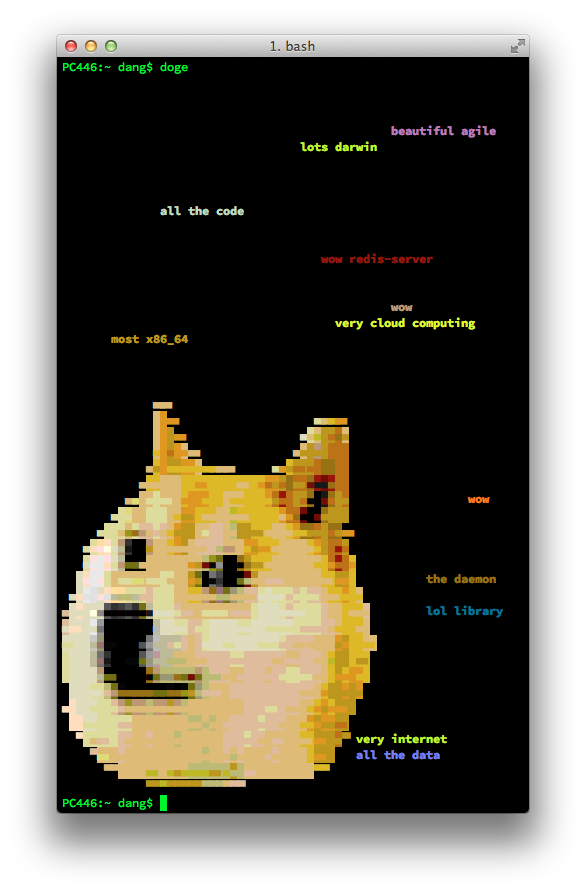 1. bash
PC446:~ dang$ doge
beautiful agile
lots darwin
all the code
wow redis-server
wow
very cloud computing
most x86_64
wow
the daemon
lol library
very internet
all the data
PC446:~ dang$